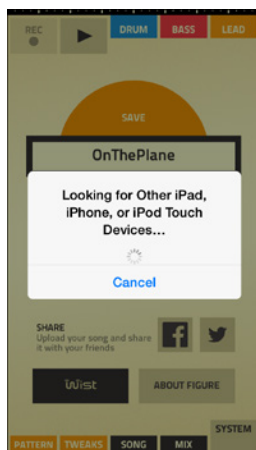 REC
DRUM BASS LEAD
SAVE
OnThePlane
Looking for Other iPad,
iPhone, or iPod Touch
Devices...
Cancel
SHARE
Upload your song and share
it with your friends
Wist ABOUT FIGURE
SYSTEM
PATTERN TWEAKS SONG MIX